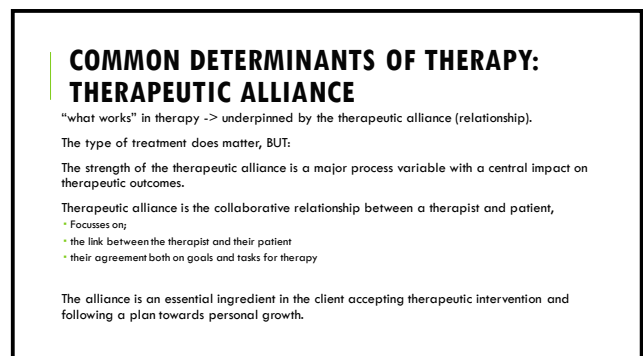 COMMON DETERMINANTS OF THERAPY:
THERAPEUTIC ALLIANCE
“what works” in therapy -> underpinned by the therapeutic alliance (relationship).
The type of treatment does matter, BUT:
The strength of the therapeutic alliance is a major process variable with a central impact on
therapeutic outcomes.
Therapeutic alliance is the collaborative relationship between a therapist and patient,
▪ Focusses on;
▪ the link between the therapist and their patient
▪ their agreement both on goals and tasks for therapy
The alliance is an essential ingredient in the client accepting therapeutic intervention and
following a plan towards personal growth.